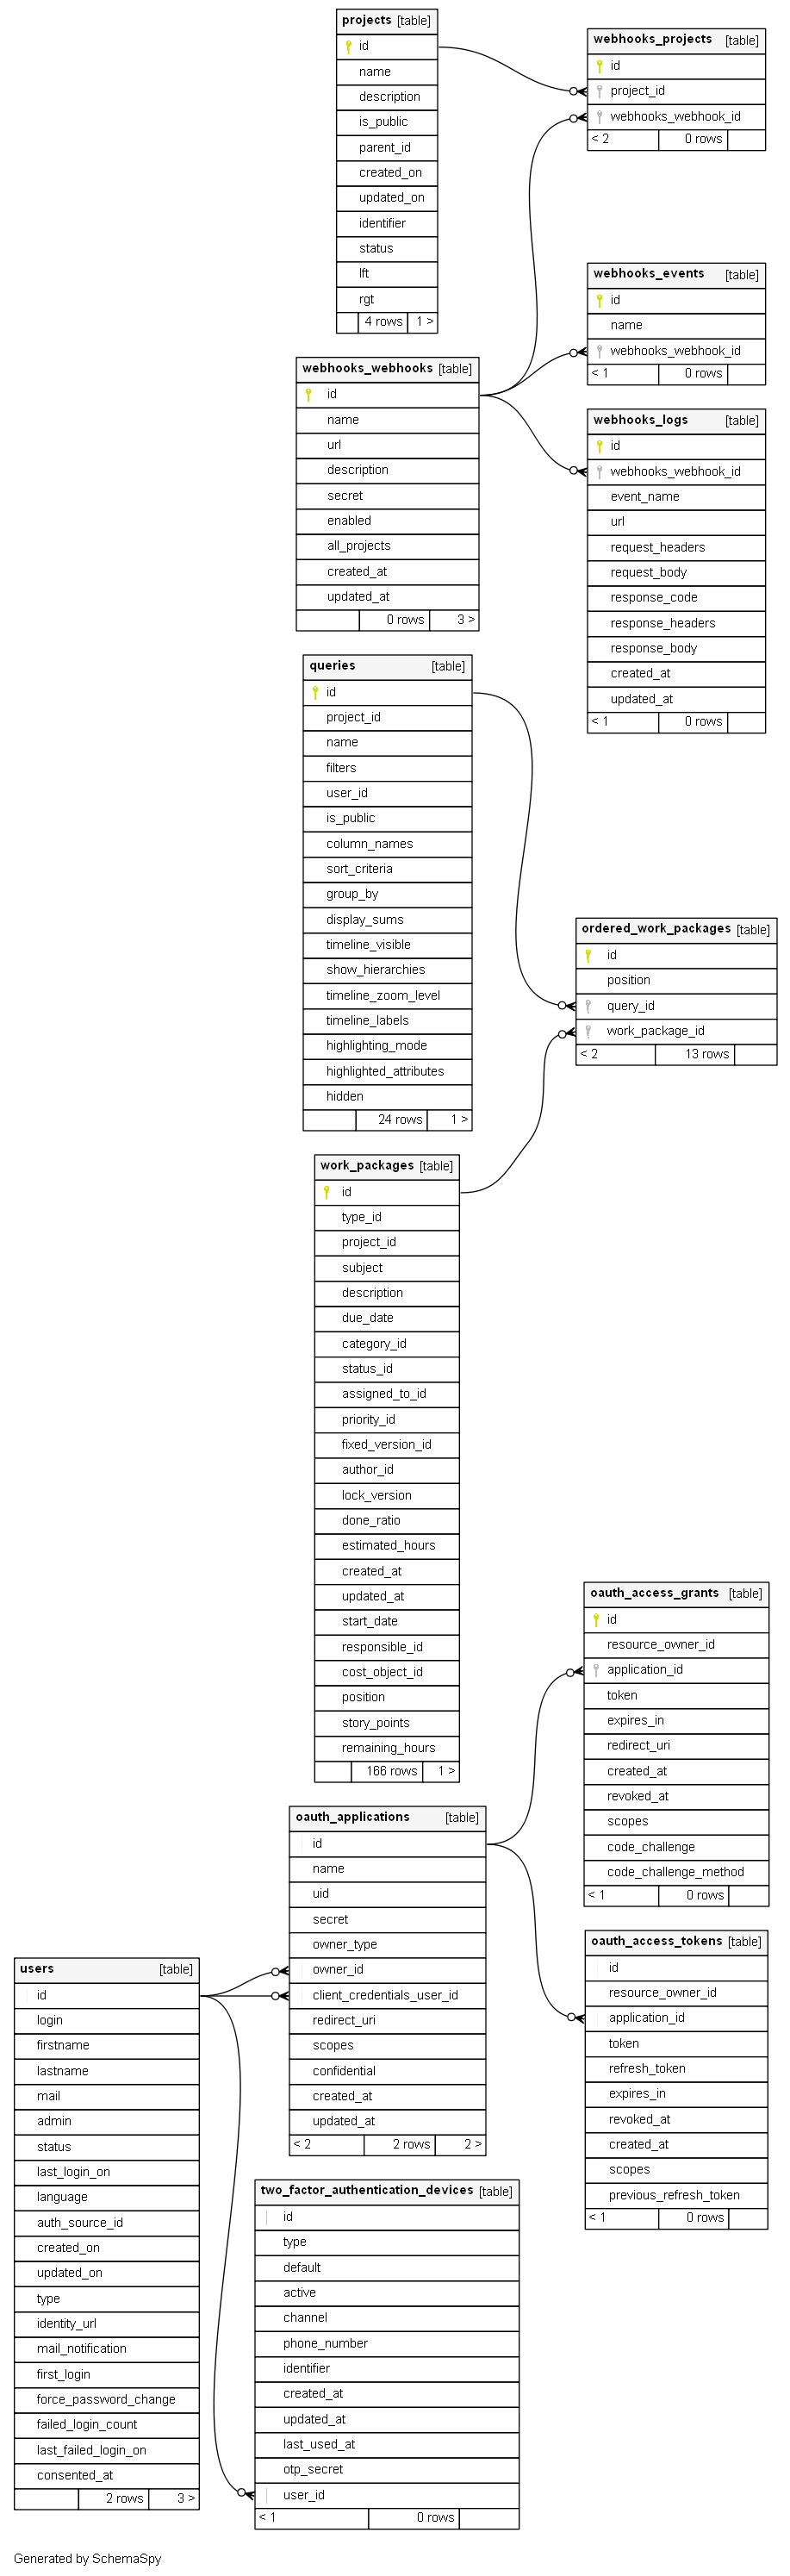 projects [table]
id
name
description
is_public
parent_id
created_on
updated_on
identifier
status
lft
rgt
4 rows 1 >
webhooks_projects [table]
id
project_id
webhooks_webhook_id
< 2 0 rows
webhooks_events [table]
id
name
webhooks_webhook_id
< 1 0 rows
webhooks_webhooks [table]
id
name
url
description
secret
enabled
all_projects
created_at
updated_at
0 rows 3 >
webhooks_logs [table]
id
webhooks_webhook_id
event_name
url
request_headers
request_body
response_code
response_headers
response_body
created_at
updated_at
< 1 0 rows
queries [table]
id
project_id
name
filters
user_id
is_public
column_names
sort_criteria
group_by
display_sums
timeline_visible
show_hierarchies
timeline_zoom_level
timeline_labels
highlighting_mode
highlighted_attributes
hidden
24 rows 1 >
ordered_work_packages [table]
id
position
query_id
work_package_id
< 2 13 rows
work_packages [table]
id
type_id
project_id
subject
description
due_date
category_id
status_id
assigned_to_id
priority_id
fixed_version_id
author_id
lock_version
done_ratio
estimated_hours
created_at
updated_at
start_date
responsible_id
cost_object_id
position
story_points
remaining_hours
166 rows 1 >
oauth_access_grants [table]
id
resource_owner_id
application_id
token
expires_in
redirect_uri
created_at
revoked_at
scopes
code_challenge
code_challenge_method
< 1 0 rows
oauth_applications [table]
id
name
uid
secret
owner_type
owner_id
client_credentials_user_id
redirect_uri
scopes
confidential
created_at
updated_at
< 2 2 rows 2 >
oauth_access_tokens [table]
id
resource_owner_id
application_id
token
refresh_token
expires_in
revoked_at
created_at
scopes
previous_refresh_token
< 1 0 rows
users [table]
id
login
firstname
lastname
mail
admin
status
last_login_on
language
auth_source_id
created_on
updated_on
type
identity_url
mail_notification
first_login
force_password_change
failed_login_count
last_failed_login_on
consented_at
2 rows 3 >
two_factor_authentication_devices [table]
id
type
default
active
channel
phone_number
identifier
created_at
updated_at
last_used_at
otp_secret
user_id
< 1 0 rows
Generated by SchemaSpy